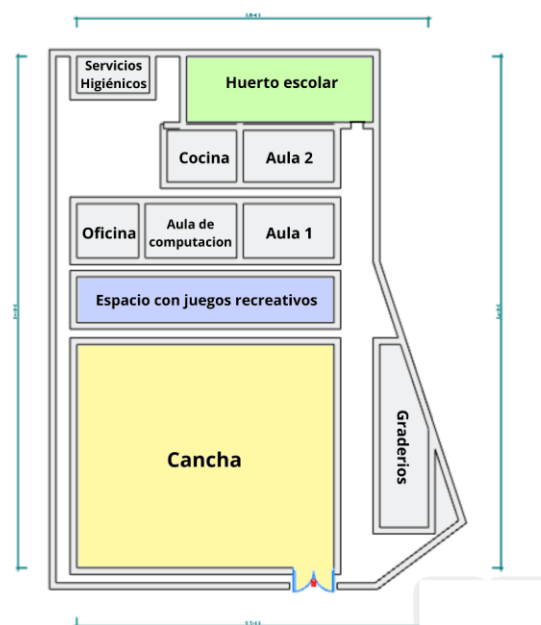 Servicios
Higiénicos
Huerto escolar
Cocina
Aula 2
Oficina
Aula de
computacion
Aula 1
Espacio con juegos recreativos
Cancha
Graderios